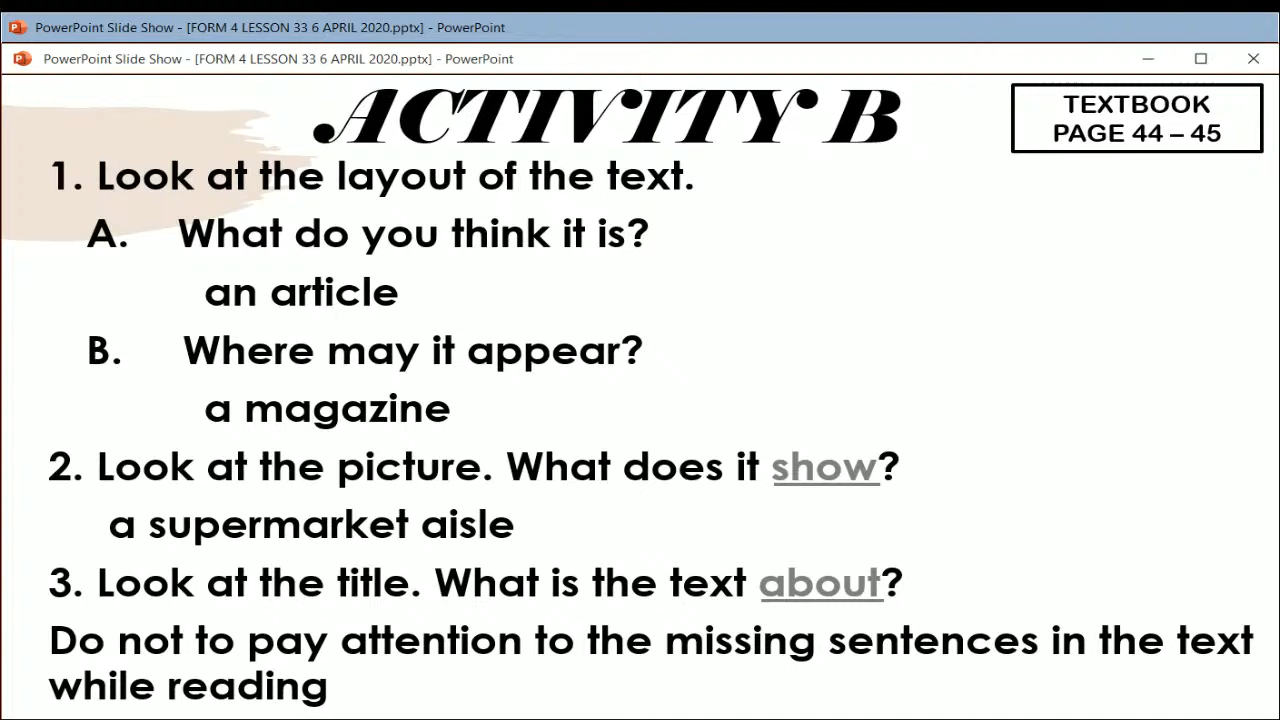 PowerPoint Slide Show - [FORM 4 LESSON 33 6 APRIL 2020.pptx] - PowerPoint
PowerPoint Slide Show - [FORM 4 LESSON 33 6 APRIL 2020.pptx] - PowerPoint
ACTIVITY B
TEXTBOOK
PAGE 44 – 45
1. Look at the layout of the text.
A. What do you think it is?
an article
B. Where may it appear?
a magazine
2. Look at the picture. What does it show?
a supermarket aisle
3. Look at the title. What is the text about?
Do not to pay attention to the missing sentences in the text
while reading